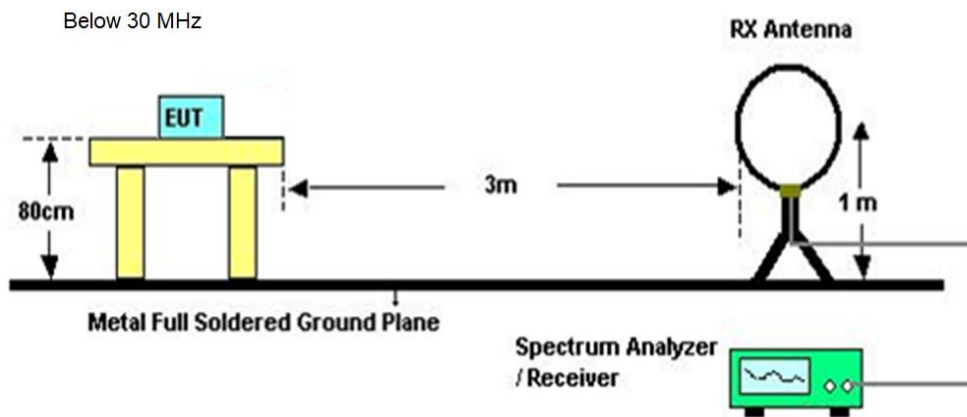 Below 30 MHz
RX Antenna
EUT
3m
80cm
1 m
Metal Full Soldered Ground Plane
Spectrum Analyzer
/ Receiver